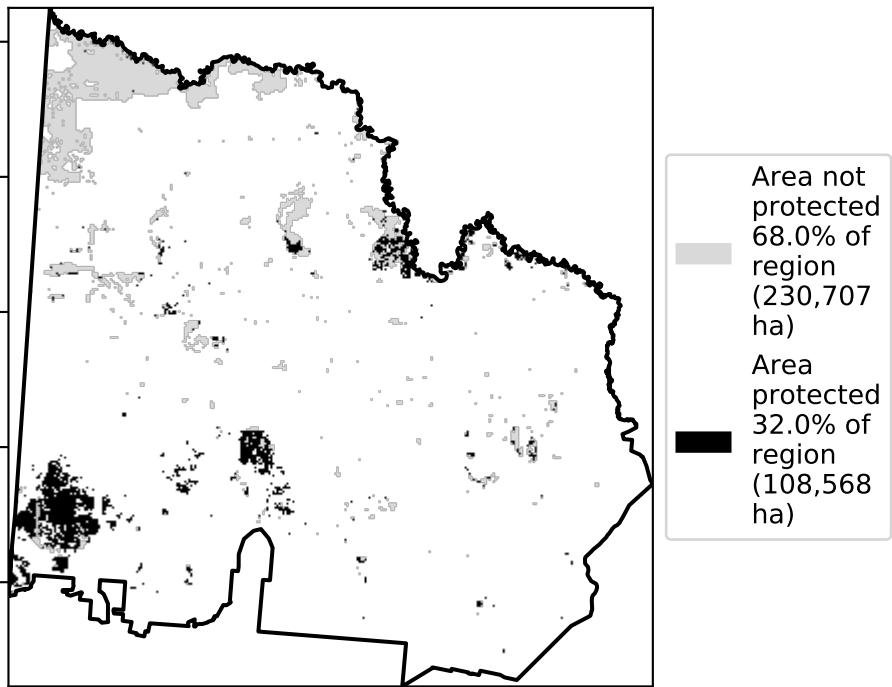 Area not
protected
68.0% of
region
(230,707
ha)
Area
protected
32.0% of
region
(108,568
ha)